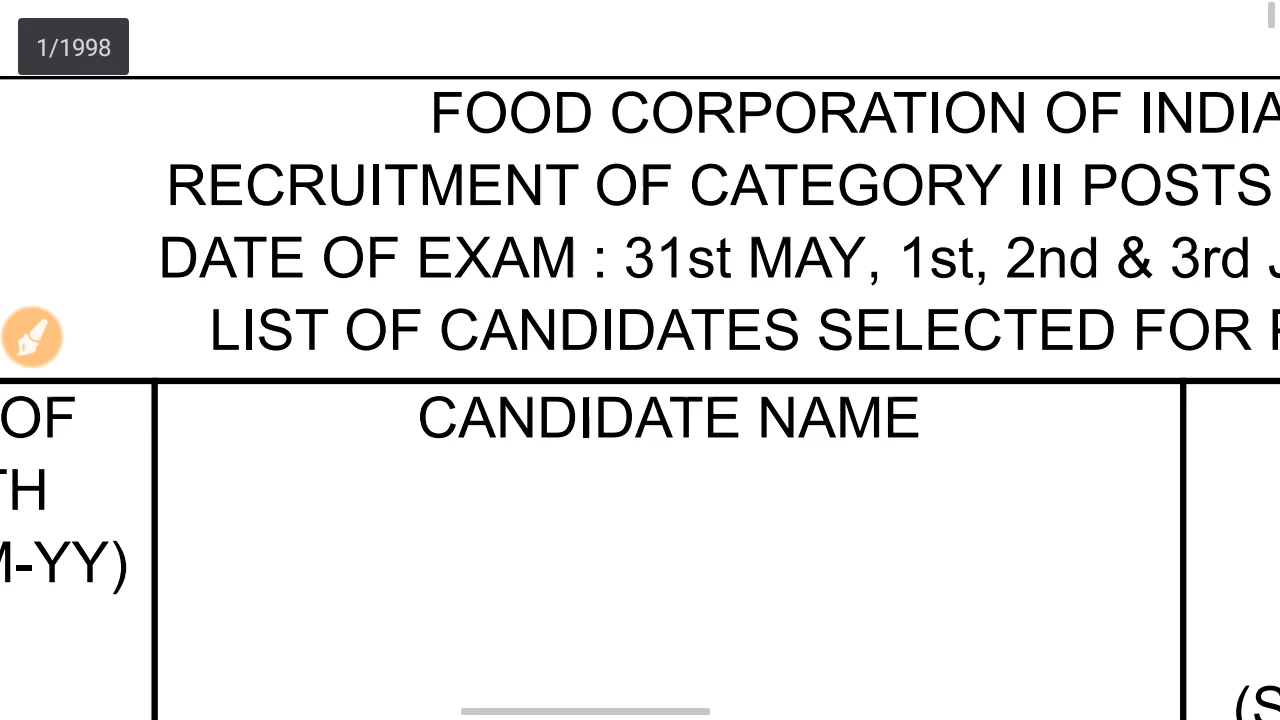 1/1998
FOOD CORPORATION OF INDIA
RECRUITMENT OF CATEGORY III POSTS
DATE OF EXAM : 31st MAY, 1st, 2nd & 3rd
LIST OF CANDIDATES SELECTED FOR
OF
CANDIDATE NAME
TH
M-YY)
(S